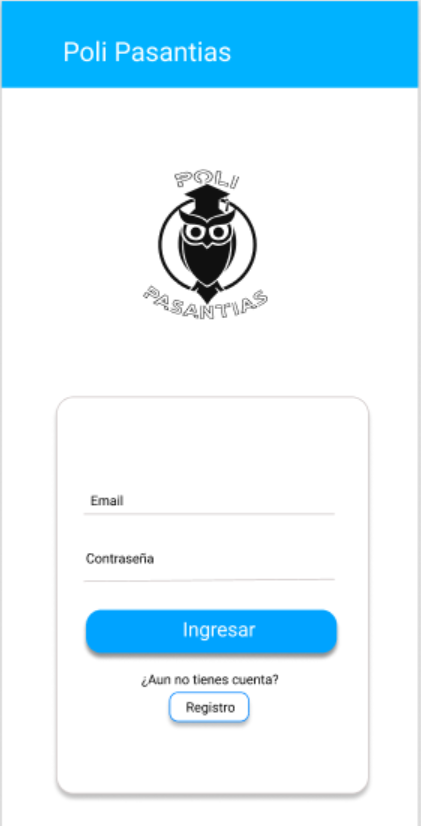 Poli Pasantias
POLI
PASANTIAS
Email
Contraseña
Ingresar
¿Aun no tienes cuenta?
Registro